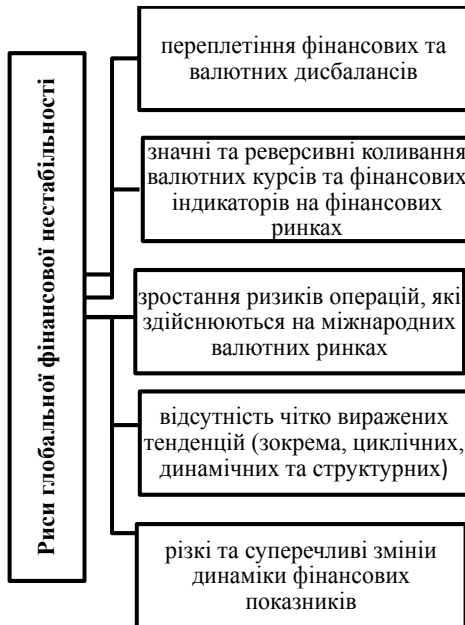 Риси глобальної фінансової нестабільності
переплетіння фінансових та
валютних дисбалансів
значні та реверсивні коливання
валютних курсів та фінансових
індикаторів на фінансових
ринках
зростання ризиків операцій, які
здійснюються на міжнародних
валютних ринках
відсутність чітко виражених
тенденцій (зокрема, циклічних,
динамічних та структурних)
різкі та суперечливі змініи
динаміки фінансових
показників